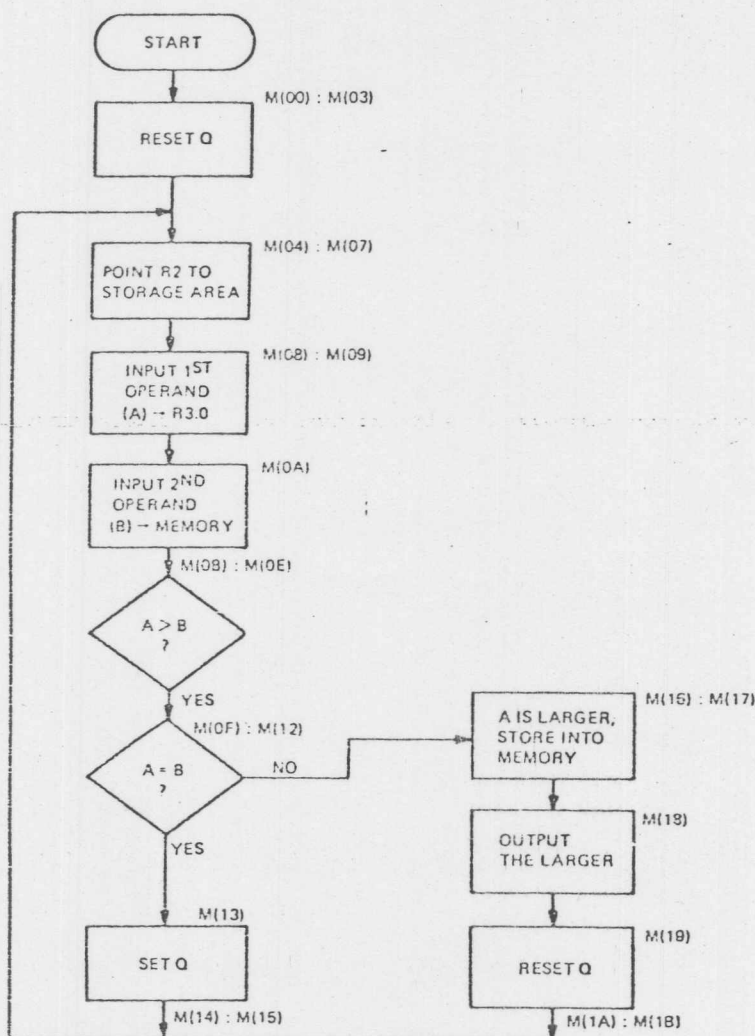 START
M(00) : M(03)
RESET Q
M(04) : M(07)
POINT R2 TO
STORAGE AREA
M(08) : M(09)
INPUT 1ST
OPERAND
(A) → R3.0
M(0A)
INPUT 2ND
OPERAND
(B) → MEMORY
M(0B) : M(0E)
A > B
?
YES
M(0F) : M(12)
A = B
?
NO
YES
M(13)
SET Q
M(14) : M(15)
M(16) : M(17)
A IS LARGER,
STORE INTO
MEMORY
M(18)
OUTPUT
THE LARGER
M(19)
RESET Q
M(1A) : M(1B)